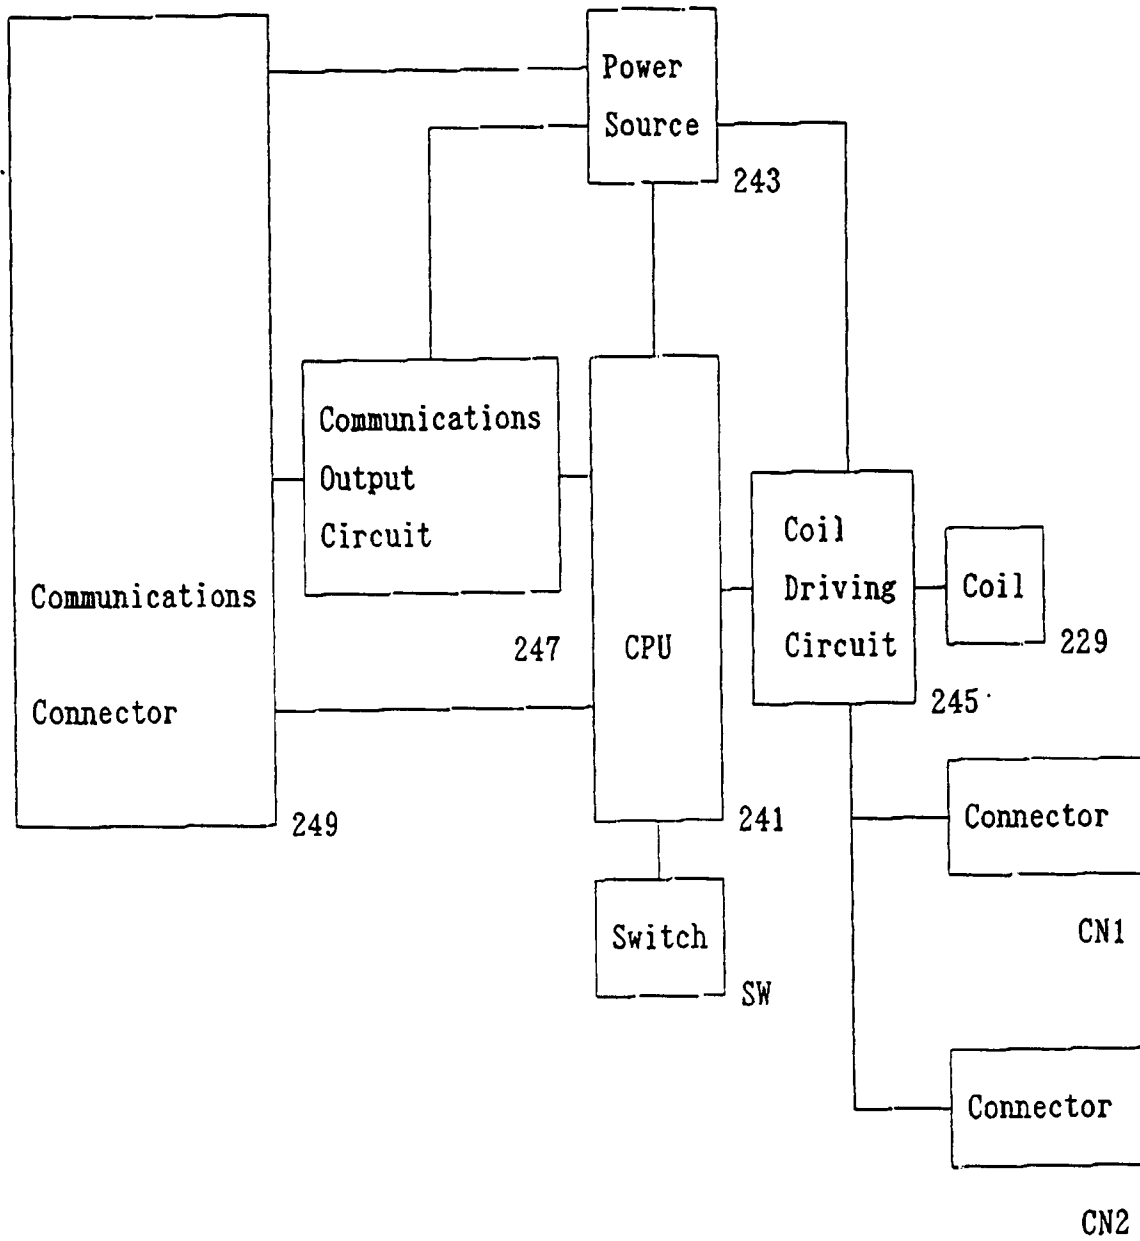 Power
Source
243
Communications
Output
Circuit
247
Communications
Connector
249
CPU
241
Coil
Driving
Circuit
245
Coil
229
Switch
SW
Connector
CN1
Connector
CN2